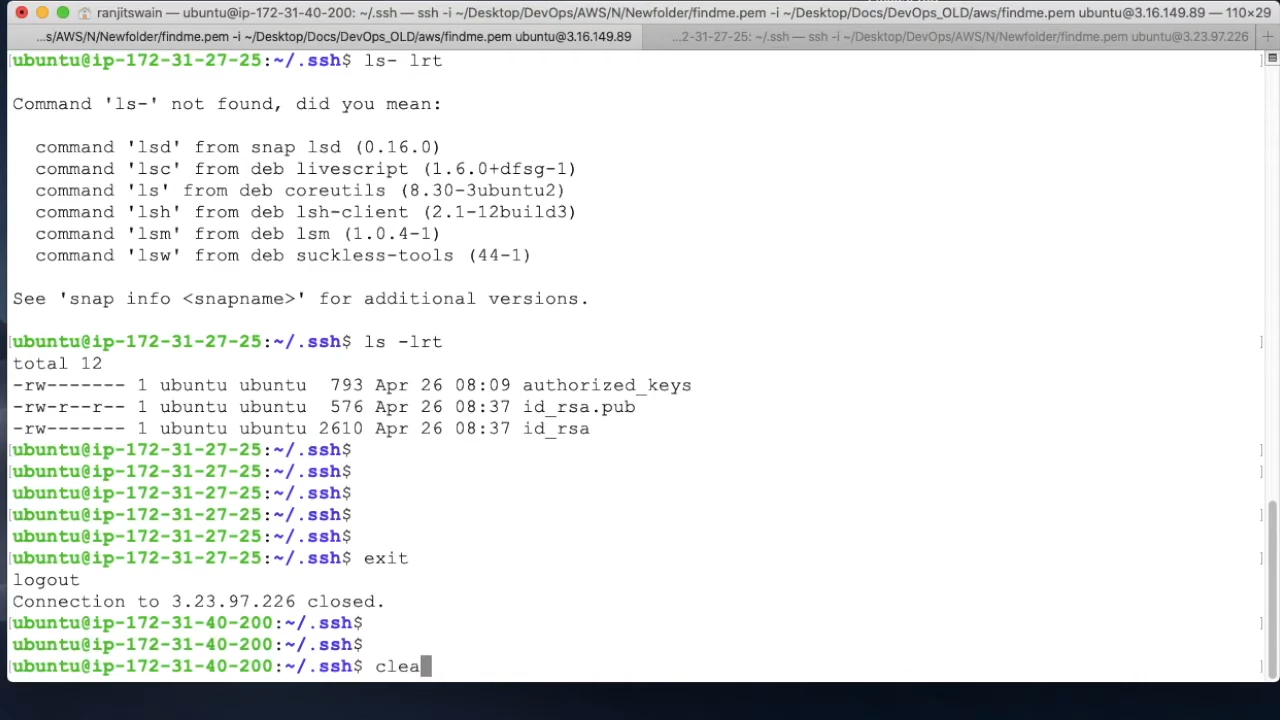 ranjitswain — ubuntu@ip-172-31-40-200: ~/.ssh — ssh -i ~/Desktop/DevOps/AWS/N/Newfolder/findme.pem -i ~/Desktop/Docs/DevOps_OLD/aws/findme.pem ubuntu@3.16.149.89 — 110×29
...s/AWS/N/Newfolder/findme.pem -i ~/Desktop/Docs/DevOps_OLD/aws/findme.pem ubuntu@3.16.149.89
...2-31-27-25: ~/.ssh — ssh -i ~/Desktop/DevOps/AWS/N/Newfolder/findme.pem ubuntu@3.23.97.226 +
[ubuntu@ip-172-31-27-25:~/.ssh$ ls- lrt ]
Command 'ls-' not found, did you mean:
command 'lsd' from snap lsd (0.16.0)
command 'lsc' from deb livescript (1.6.0+dfsg-1)
command 'ls' from deb coreutils (8.30-3ubuntu2)
command 'lsh' from deb lsh-client (2.1-12build3)
command 'lsm' from deb lsm (1.0.4-1)
command 'lsw' from deb suckless-tools (44-1)
See 'snap info <snapname>' for additional versions.
[ubuntu@ip-172-31-27-25:~/.ssh$ ls -lrt ]
total 12
-rw------- 1 ubuntu ubuntu  793 Apr 26 08:09 authorized_keys
-rw-r--r-- 1 ubuntu ubuntu  576 Apr 26 08:37 id_rsa.pub
-rw------- 1 ubuntu ubuntu 2610 Apr 26 08:37 id_rsa
[ubuntu@ip-172-31-27-25:~/.ssh$ ]
[ubuntu@ip-172-31-27-25:~/.ssh$ ]
[ubuntu@ip-172-31-27-25:~/.ssh$ ]
[ubuntu@ip-172-31-27-25:~/.ssh$ ]
[ubuntu@ip-172-31-27-25:~/.ssh$ ]
[ubuntu@ip-172-31-27-25:~/.ssh$ exit ]
logout
Connection to 3.23.97.226 closed.
[ubuntu@ip-172-31-40-200:~/.ssh$ ]
[ubuntu@ip-172-31-40-200:~/.ssh$ ]
[ubuntu@ip-172-31-40-200:~/.ssh$ clea ]